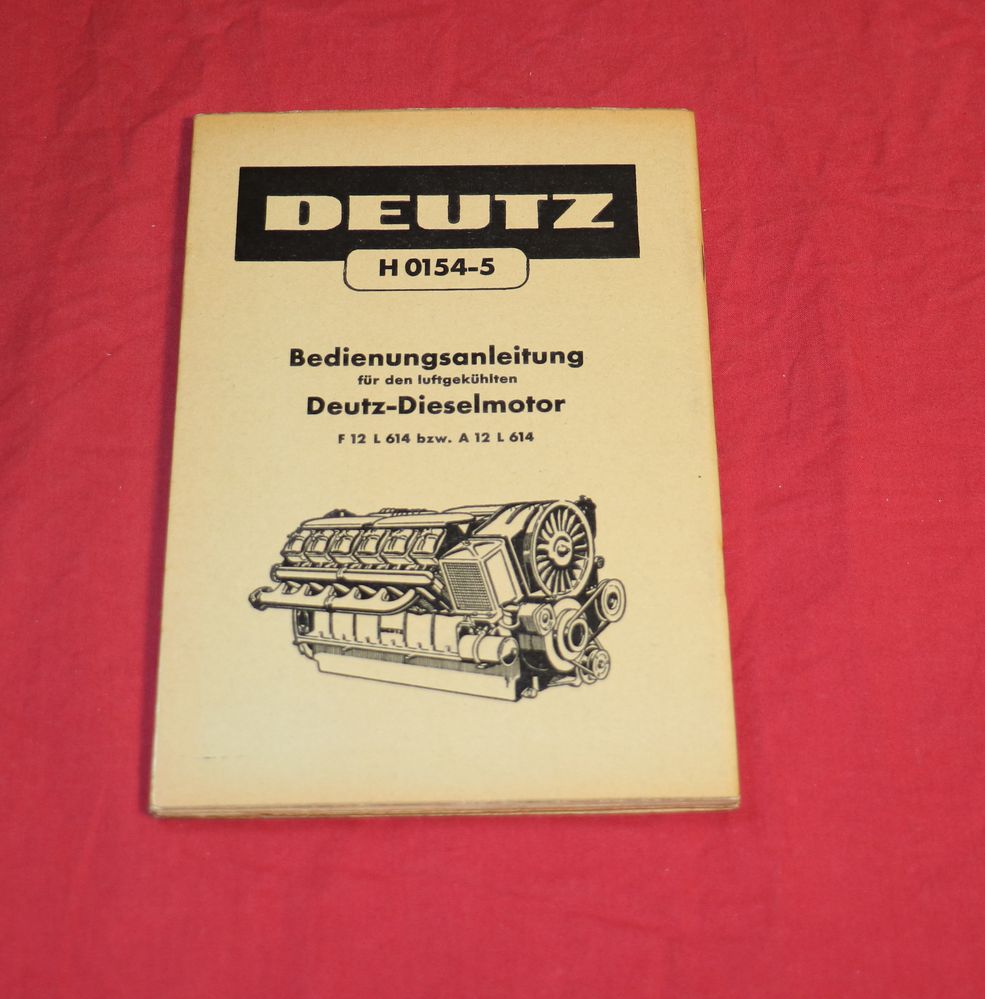 DEUTZ
H 0154-5
Bedienungsanleitung
für den luftgekühlten
Deutz-Dieselmotor
F 12 L 614 bzw. A 12 L 614